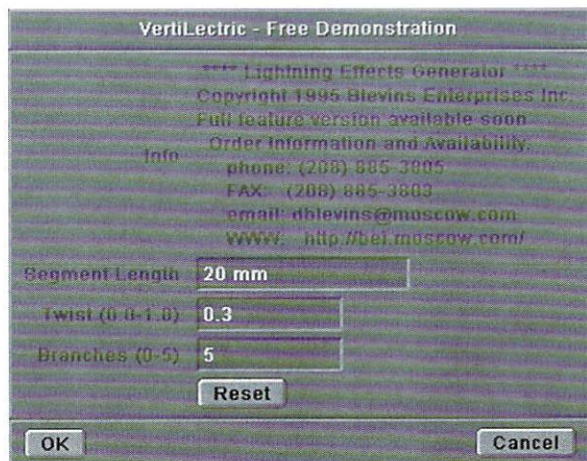 VertiLectric - Free Demonstration
**** Lightning Effects Generator ****
Copyright 1995 Blevins Enterprises Inc.
Full feature version available soon
Info
Order Information and Availability:
phone: (208) 885-3805
FAX: (208) 885-3803
email: dblevins@moscow.com
WWW: http://bei.moscow.com/
Segment Length 20 mm
Twist (0.0-1.0) 0.3
Branches (0-5) 5
Reset
OK Cancel